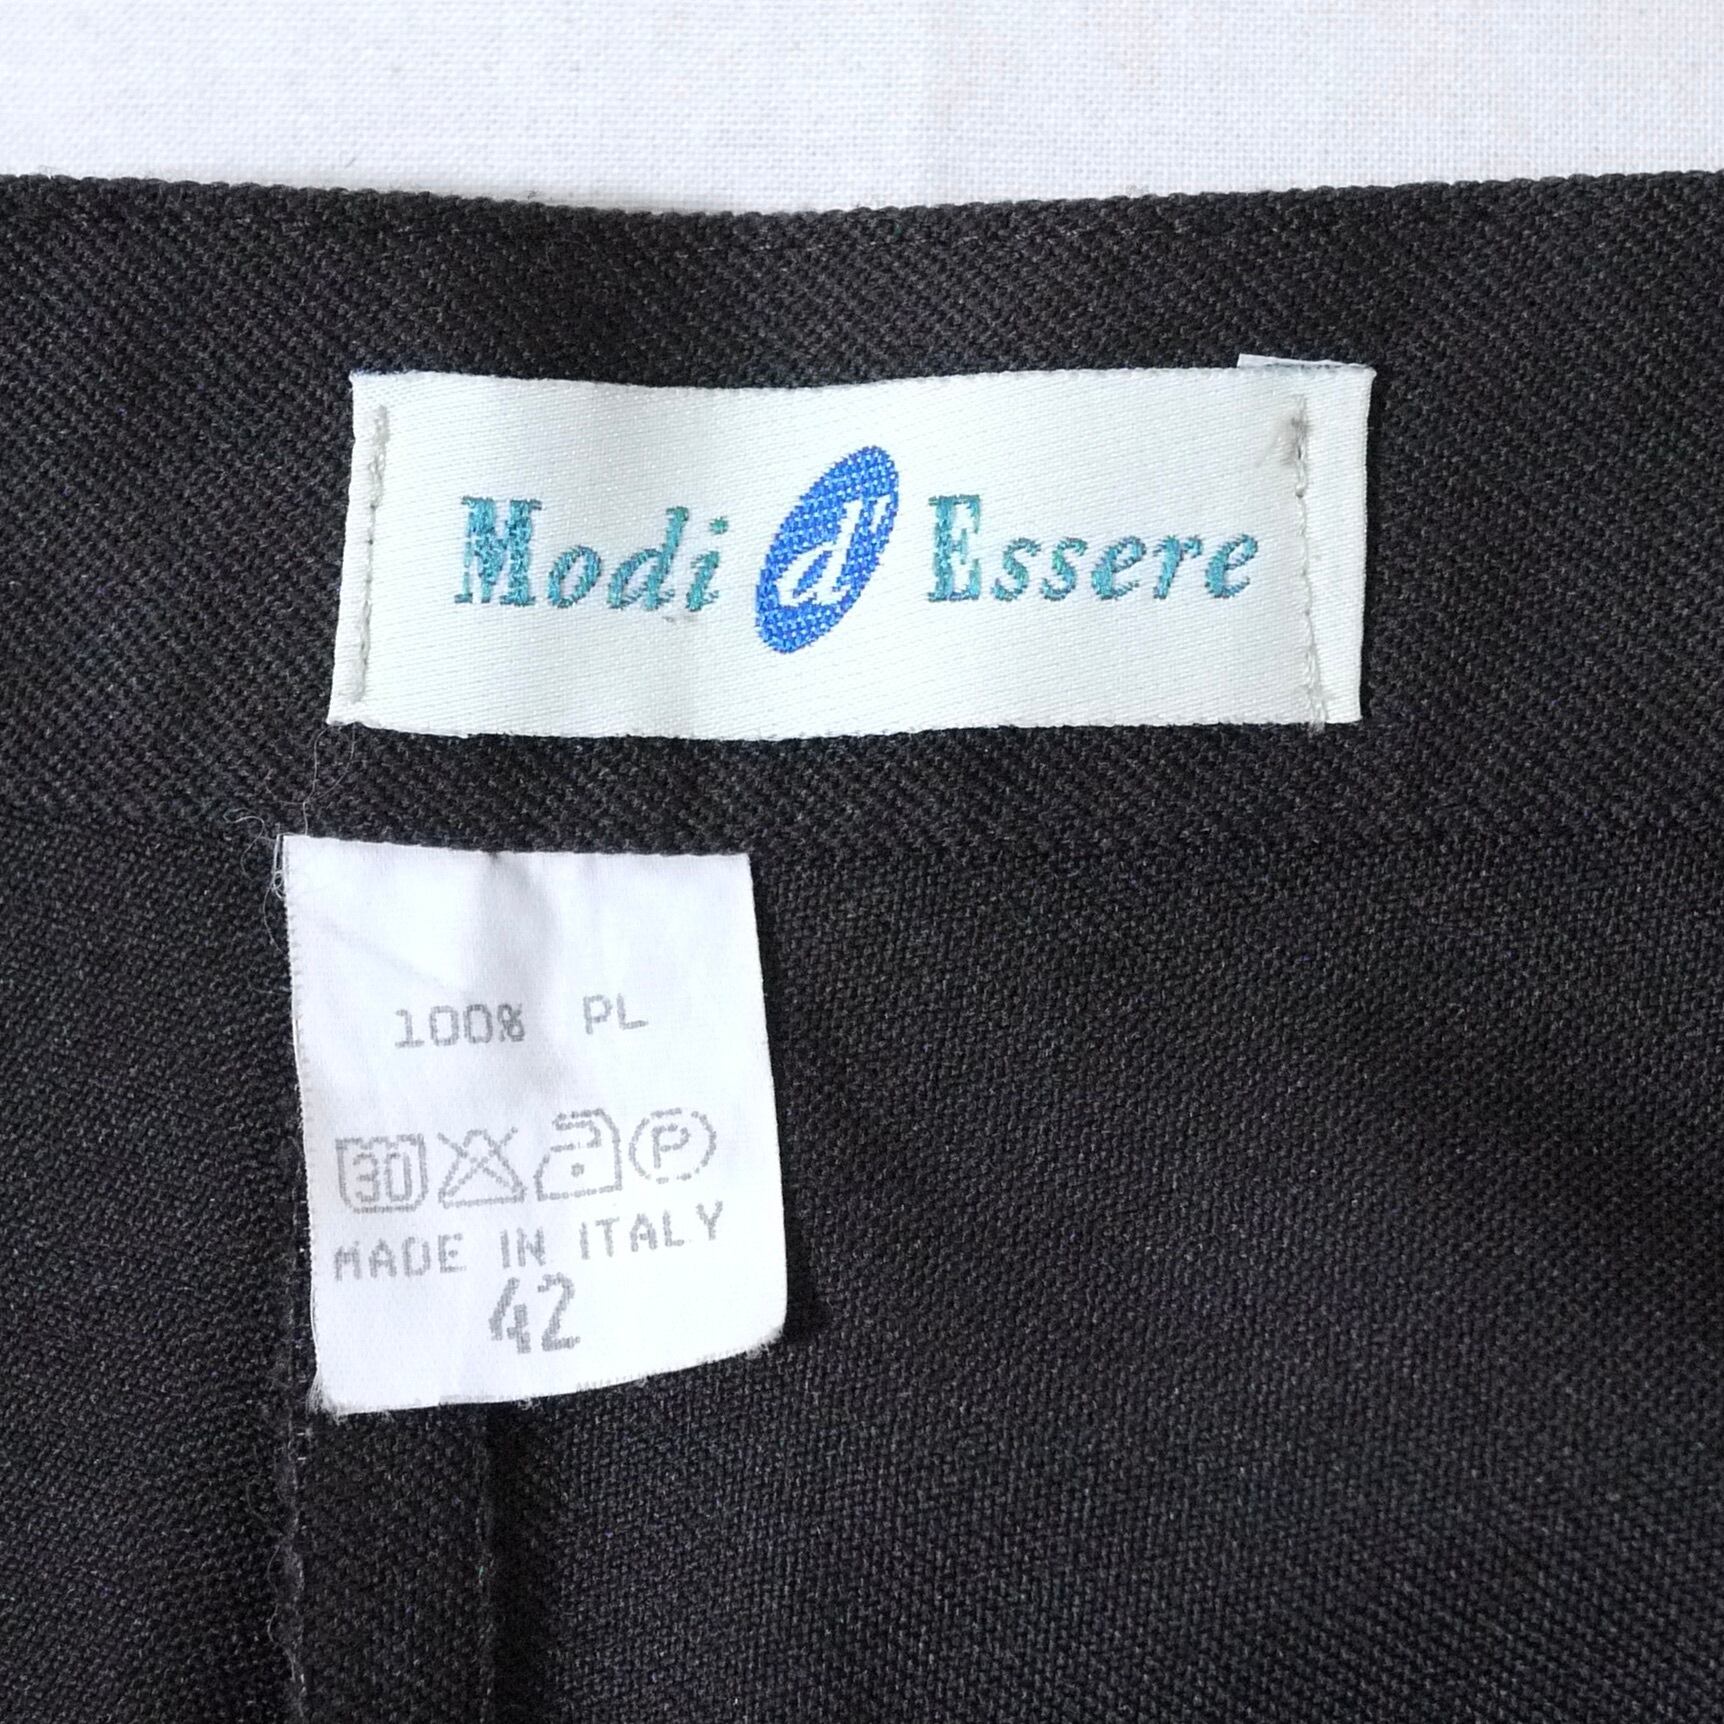 Modi d' Essere
100% PL
30 P
MADE IN ITALY
42